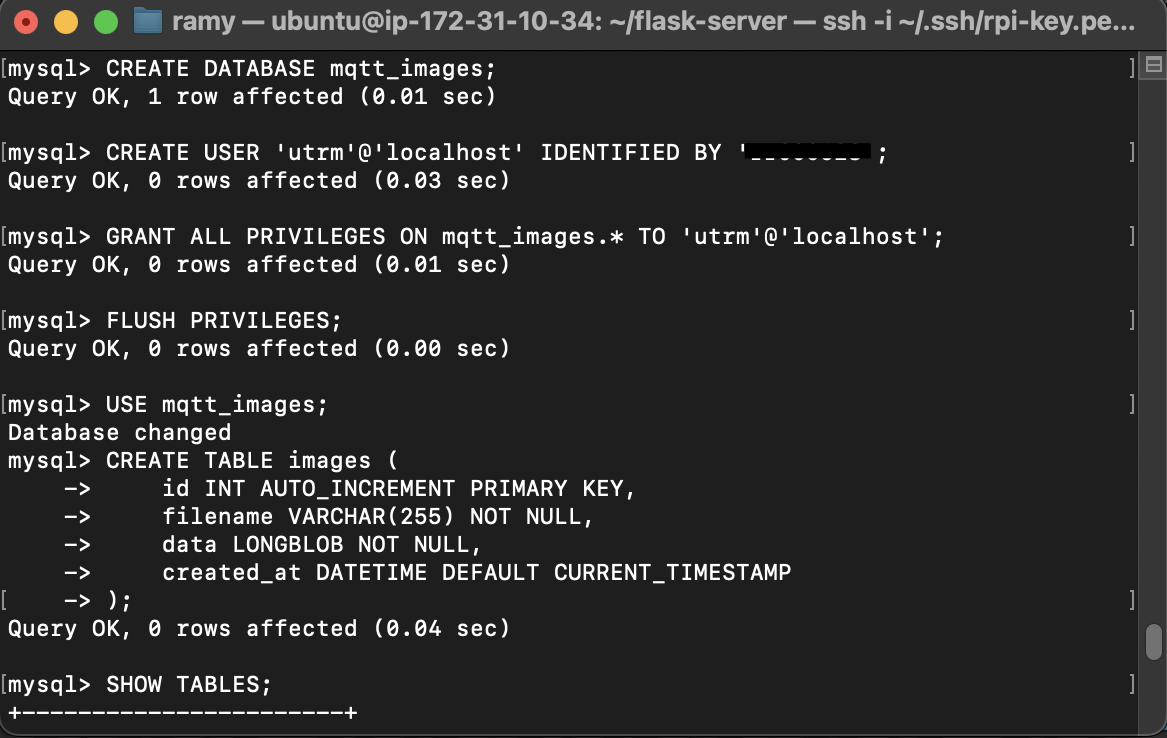 ramy — ubuntu@ip-172-31-10-34: ~/flask-server — ssh -i ~/.ssh/rpi-key.pe...
[mysql> CREATE DATABASE mqtt_images; ]
Query OK, 1 row affected (0.01 sec)
[mysql> CREATE USER 'utrm'@'localhost' IDENTIFIED BY ' ; ]
Query OK, 0 rows affected (0.03 sec)
[mysql> GRANT ALL PRIVILEGES ON mqtt_images.* TO 'utrm'@'localhost'; ]
Query OK, 0 rows affected (0.01 sec)
[mysql> FLUSH PRIVILEGES; ]
Query OK, 0 rows affected (0.00 sec)
[mysql> USE mqtt_images; ]
Database changed
mysql> CREATE TABLE images (
    ->     id INT AUTO_INCREMENT PRIMARY KEY,
    ->     filename VARCHAR(255) NOT NULL,
    ->     data LONGBLOB NOT NULL,
    ->     created_at DATETIME DEFAULT CURRENT_TIMESTAMP
[    -> ); ]
Query OK, 0 rows affected (0.04 sec)
[mysql> SHOW TABLES; ]
+-----------------------+